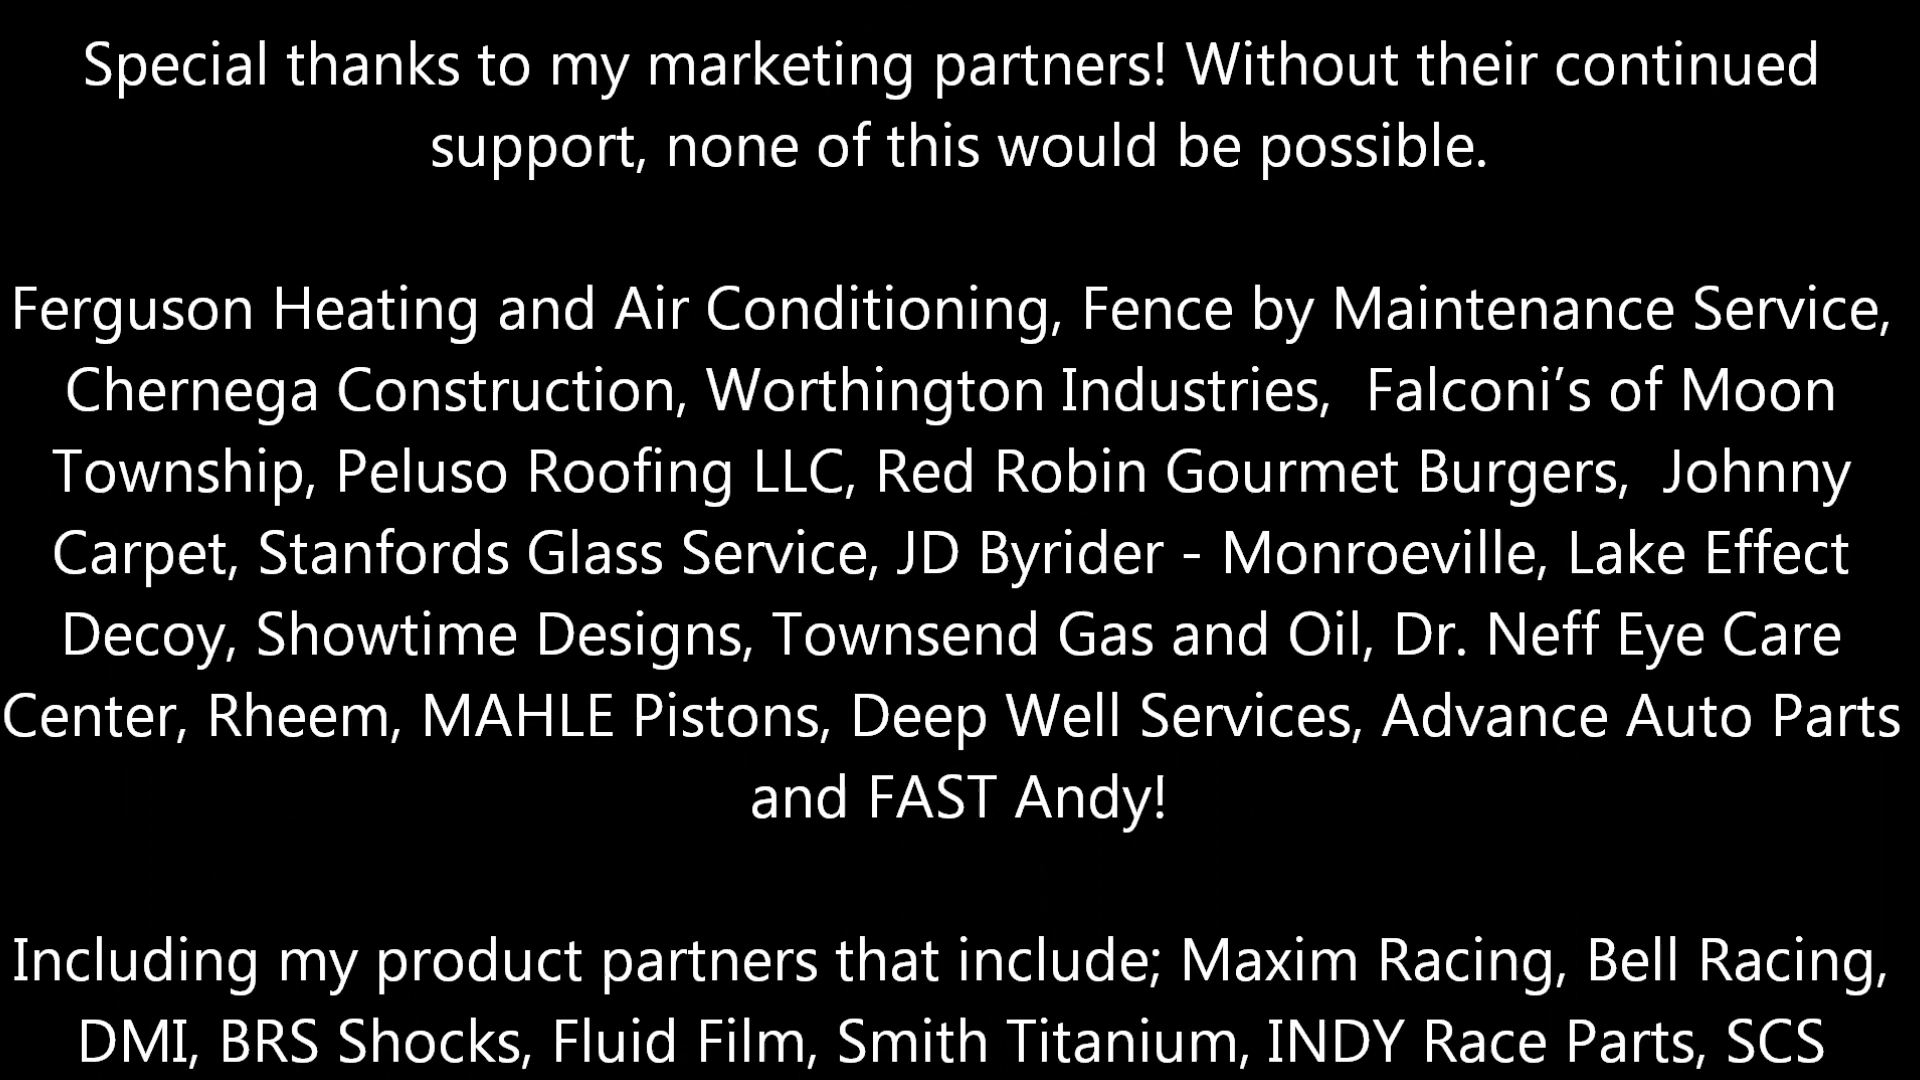 Special thanks to my marketing partners! Without their continued
support, none of this would be possible.
Ferguson Heating and Air Conditioning, Fence by Maintenance Service,
Chernega Construction, Worthington Industries,  Falconi’s of Moon
Township, Peluso Roofing LLC, Red Robin Gourmet Burgers,  Johnny
Carpet, Stanfords Glass Service, JD Byrider - Monroeville, Lake Effect
Decoy, Showtime Designs, Townsend Gas and Oil, Dr. Neff Eye Care
Center, Rheem, MAHLE Pistons, Deep Well Services, Advance Auto Parts
and FAST Andy!
Including my product partners that include; Maxim Racing, Bell Racing,
DMI, BRS Shocks, Fluid Film, Smith Titanium, INDY Race Parts, SCS